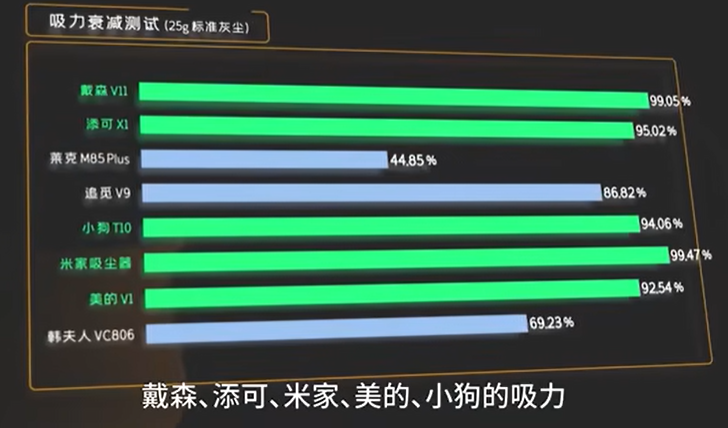 吸力衰减测试 (25g 标准灰尘)
戴森 V11 99.05%
添可 X1 95.02%
莱克 M85 Plus 44.85%
追觅 V9 86.82%
小狗 T10 94.06%
米家吸尘器 99.47%
美的 V1 92.54%
韩夫人 VC806 69.23%
戴森、添可、米家、美的、小狗的吸力